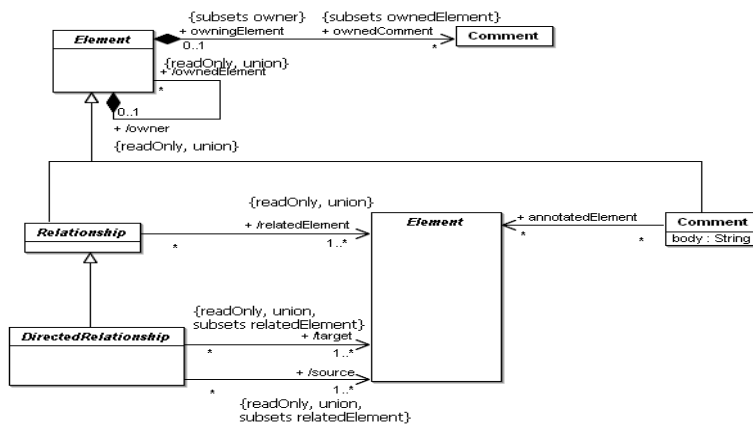 {subsets owner} {subsets ownedElement}
Element
+ owningElement + ownedComment
0..1 *
Comment
{readOnly, union}
+ /ownedElement
*
0..1
+ /owner
{readOnly, union}
{readOnly, union}
Relationship
+ /relatedElement
* 1..*
Element
+ annotatedElement
* *
Comment
body : String
{readOnly, union,
subsets relatedElement}
DirectedRelationship
+ /target
* 1..*
+ /source
* 1..*
{readOnly, union,
subsets relatedElement}